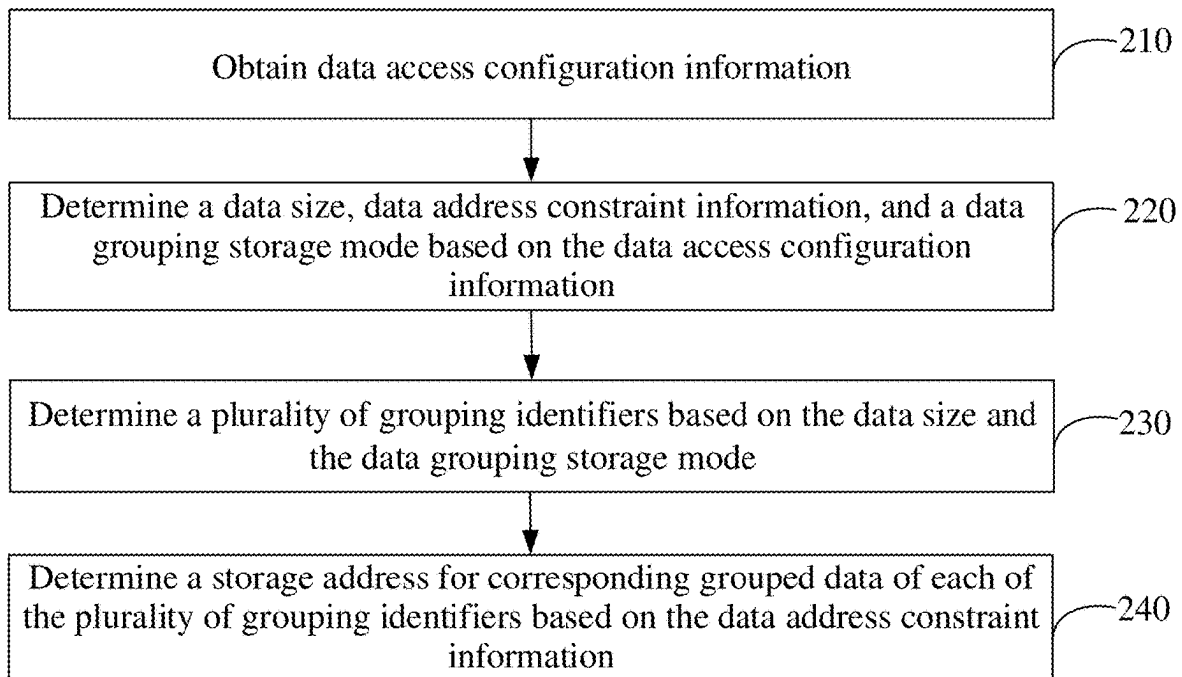 Obtain data access configuration information
210
Determine a data size, data address constraint information, and a data
grouping storage mode based on the data access configuration
information
220
Determine a plurality of grouping identifiers based on the data size and
the data grouping storage mode
230
Determine a storage address for corresponding grouped data of each of
the plurality of grouping identifiers based on the data address constraint
information
240